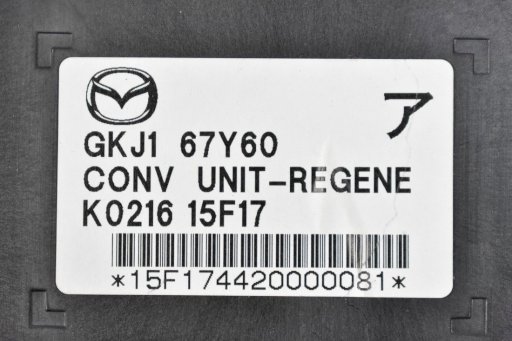 ア
GKJ1 67Y60
CONV UNIT-REGENE
K0216 15F17
*15F174420000081*